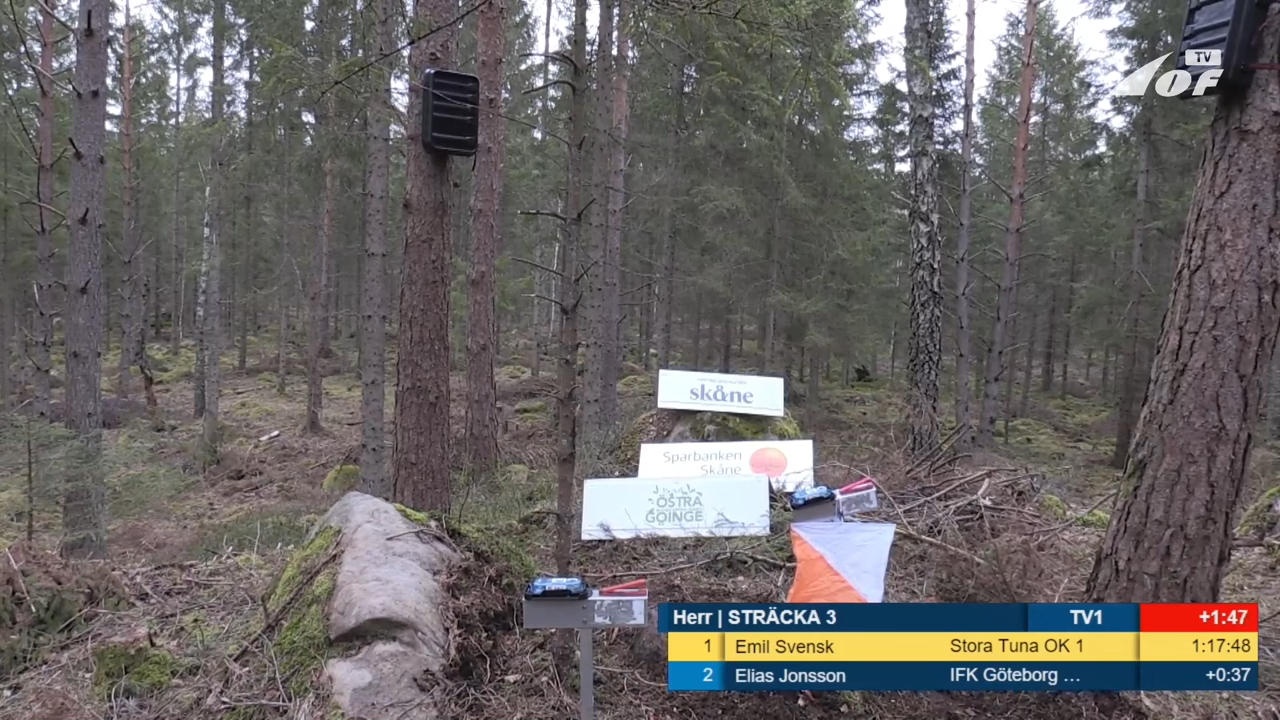 TV
OF
skåne
Sparbanken
Skåne
ÖSTRA
GÖINGE
Herr | STRÄCKA 3 TV1 +1:47
1 Emil Svensk Stora Tuna OK 1 1:17:48
2 Elias Jonsson IFK Göteborg ... +0:37